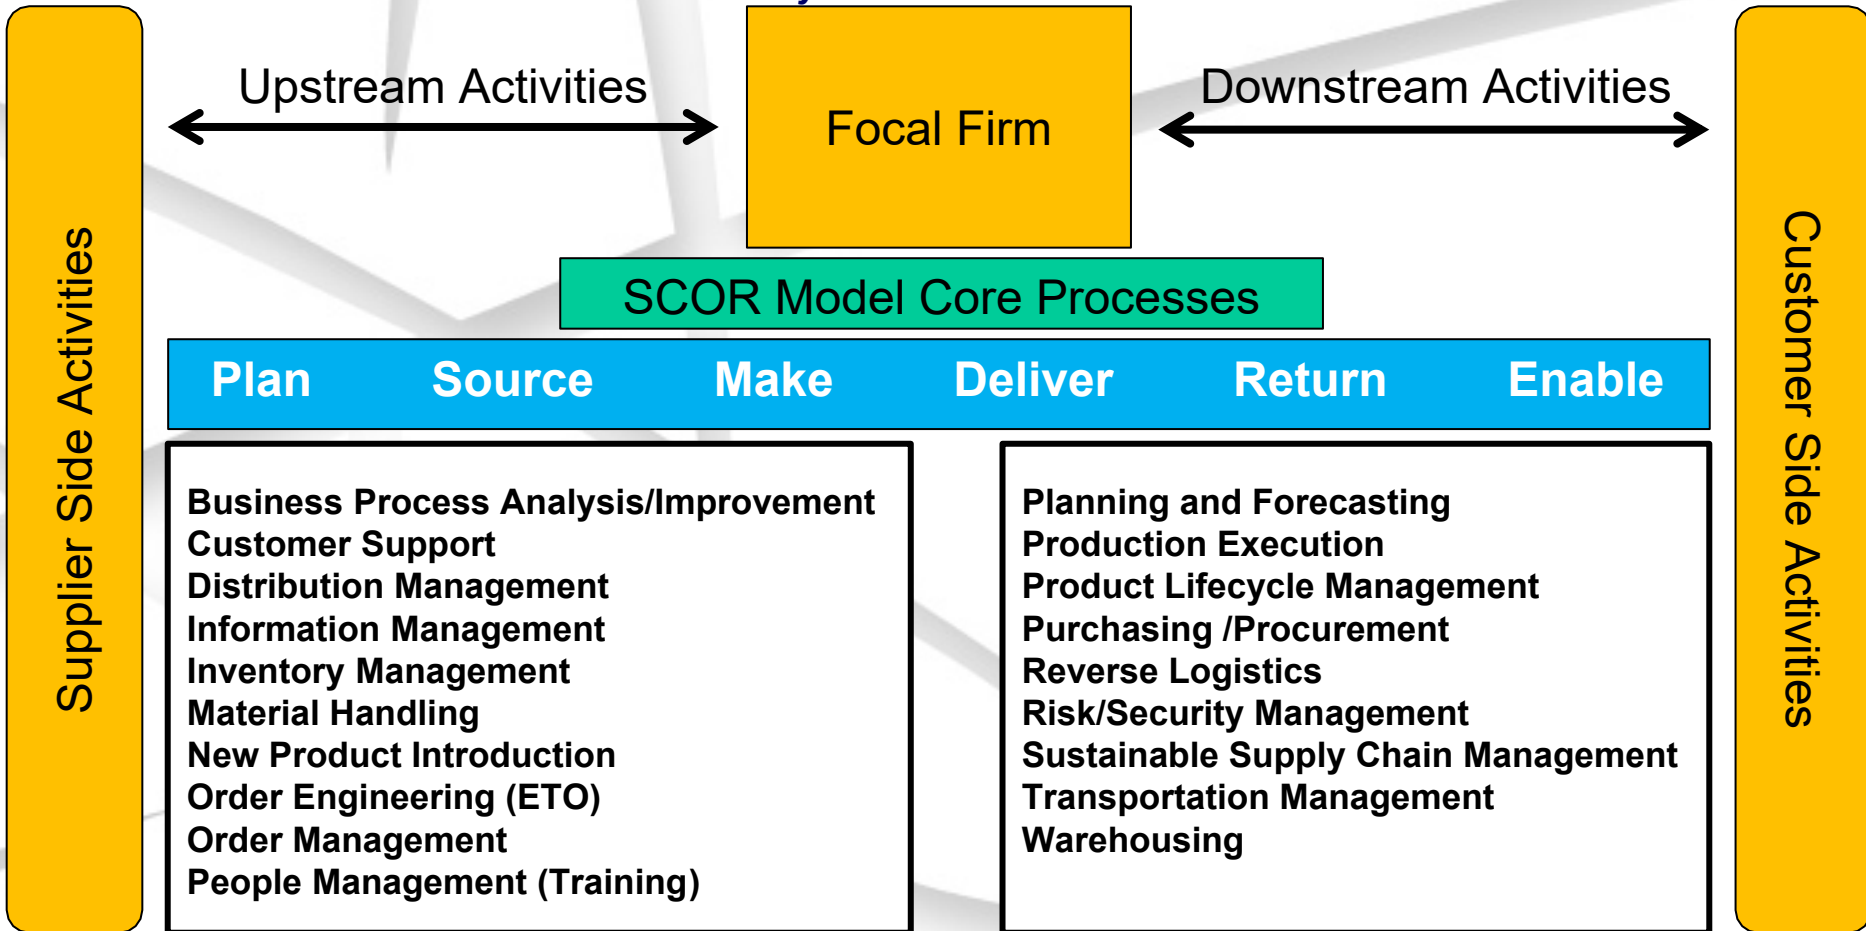 Upstream Activities
Focal Firm
Downstream Activities
Supplier Side Activities
Customer Side Activities
SCOR Model Core Processes
Plan Source Make Deliver Return Enable
Business Process Analysis/Improvement
Customer Support
Distribution Management
Information Management
Inventory Management
Material Handling
New Product Introduction
Order Engineering (ETO)
Order Management
People Management (Training)
Planning and Forecasting
Production Execution
Product Lifecycle Management
Purchasing /Procurement
Reverse Logistics
Risk/Security Management
Sustainable Supply Chain Management
Transportation Management
Warehousing